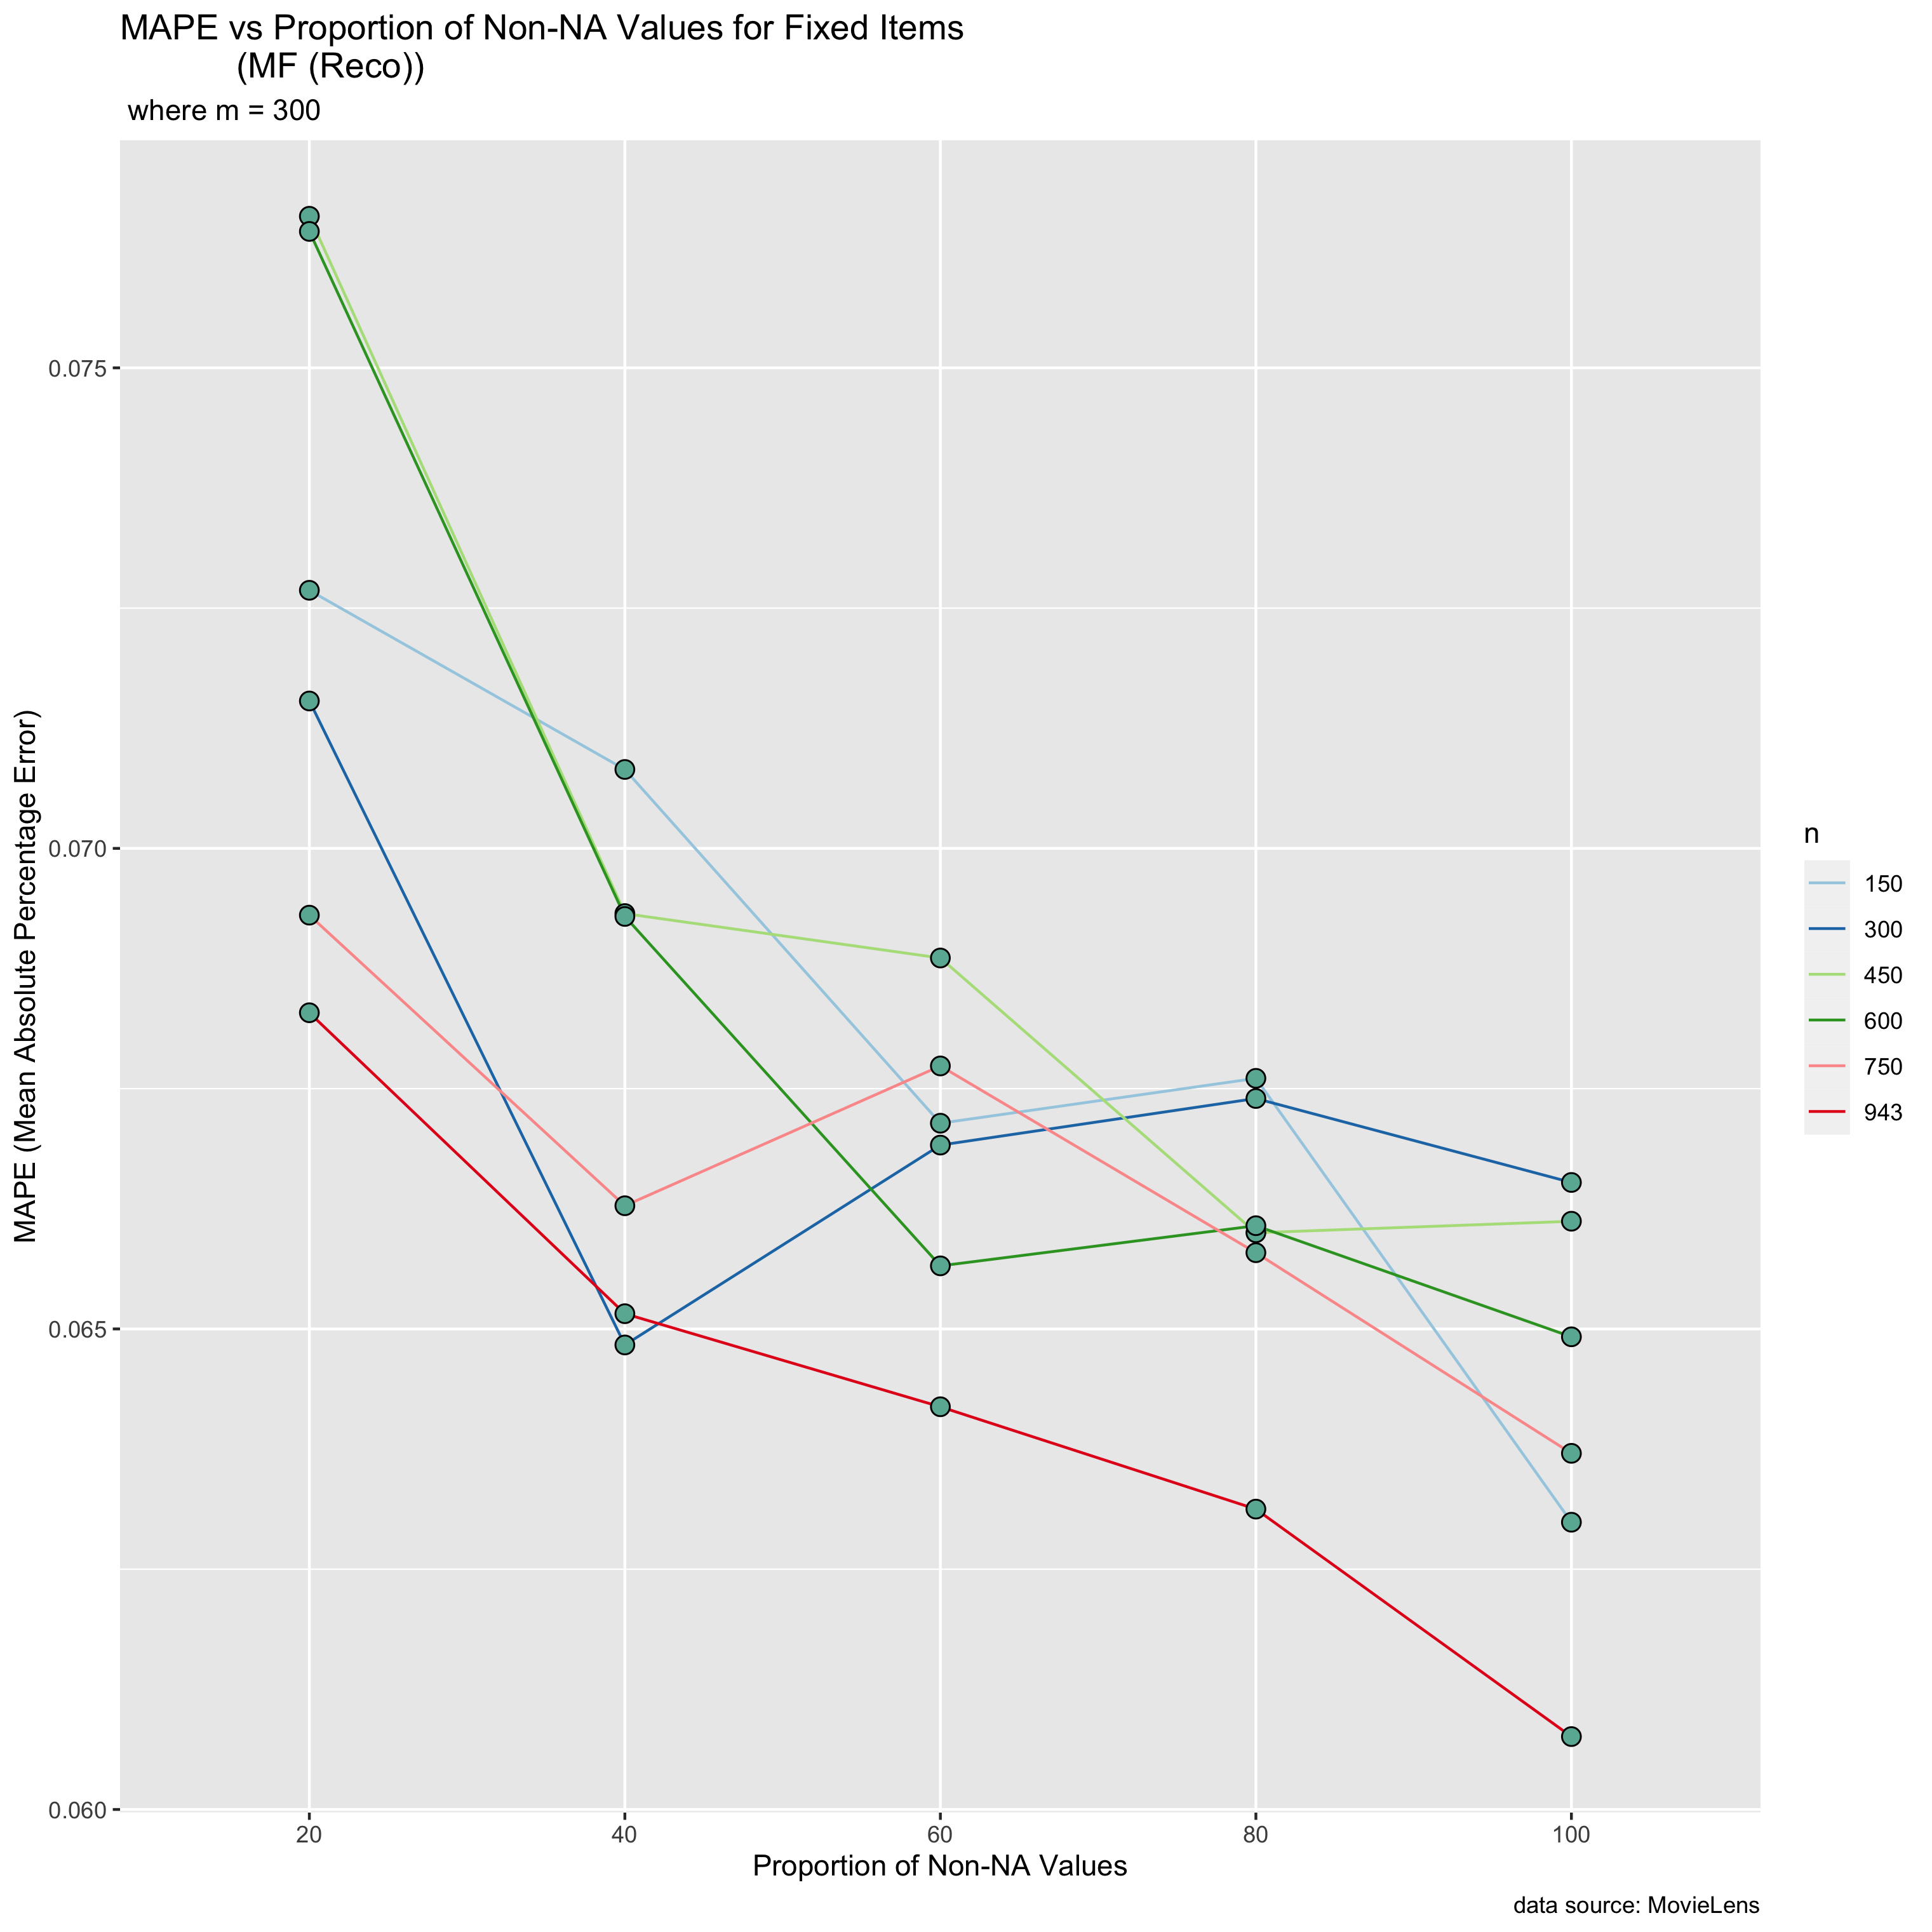 MAPE vs Proportion of Non-NA Values for Fixed Items
(MF (Reco))
where m = 300
MAPE (Mean Absolute Percentage Error)
0.075
0.070
0.065
0.060
20 40 60 80 100
Proportion of Non-NA Values
n
150
300
450
600
750
943
data source: MovieLens